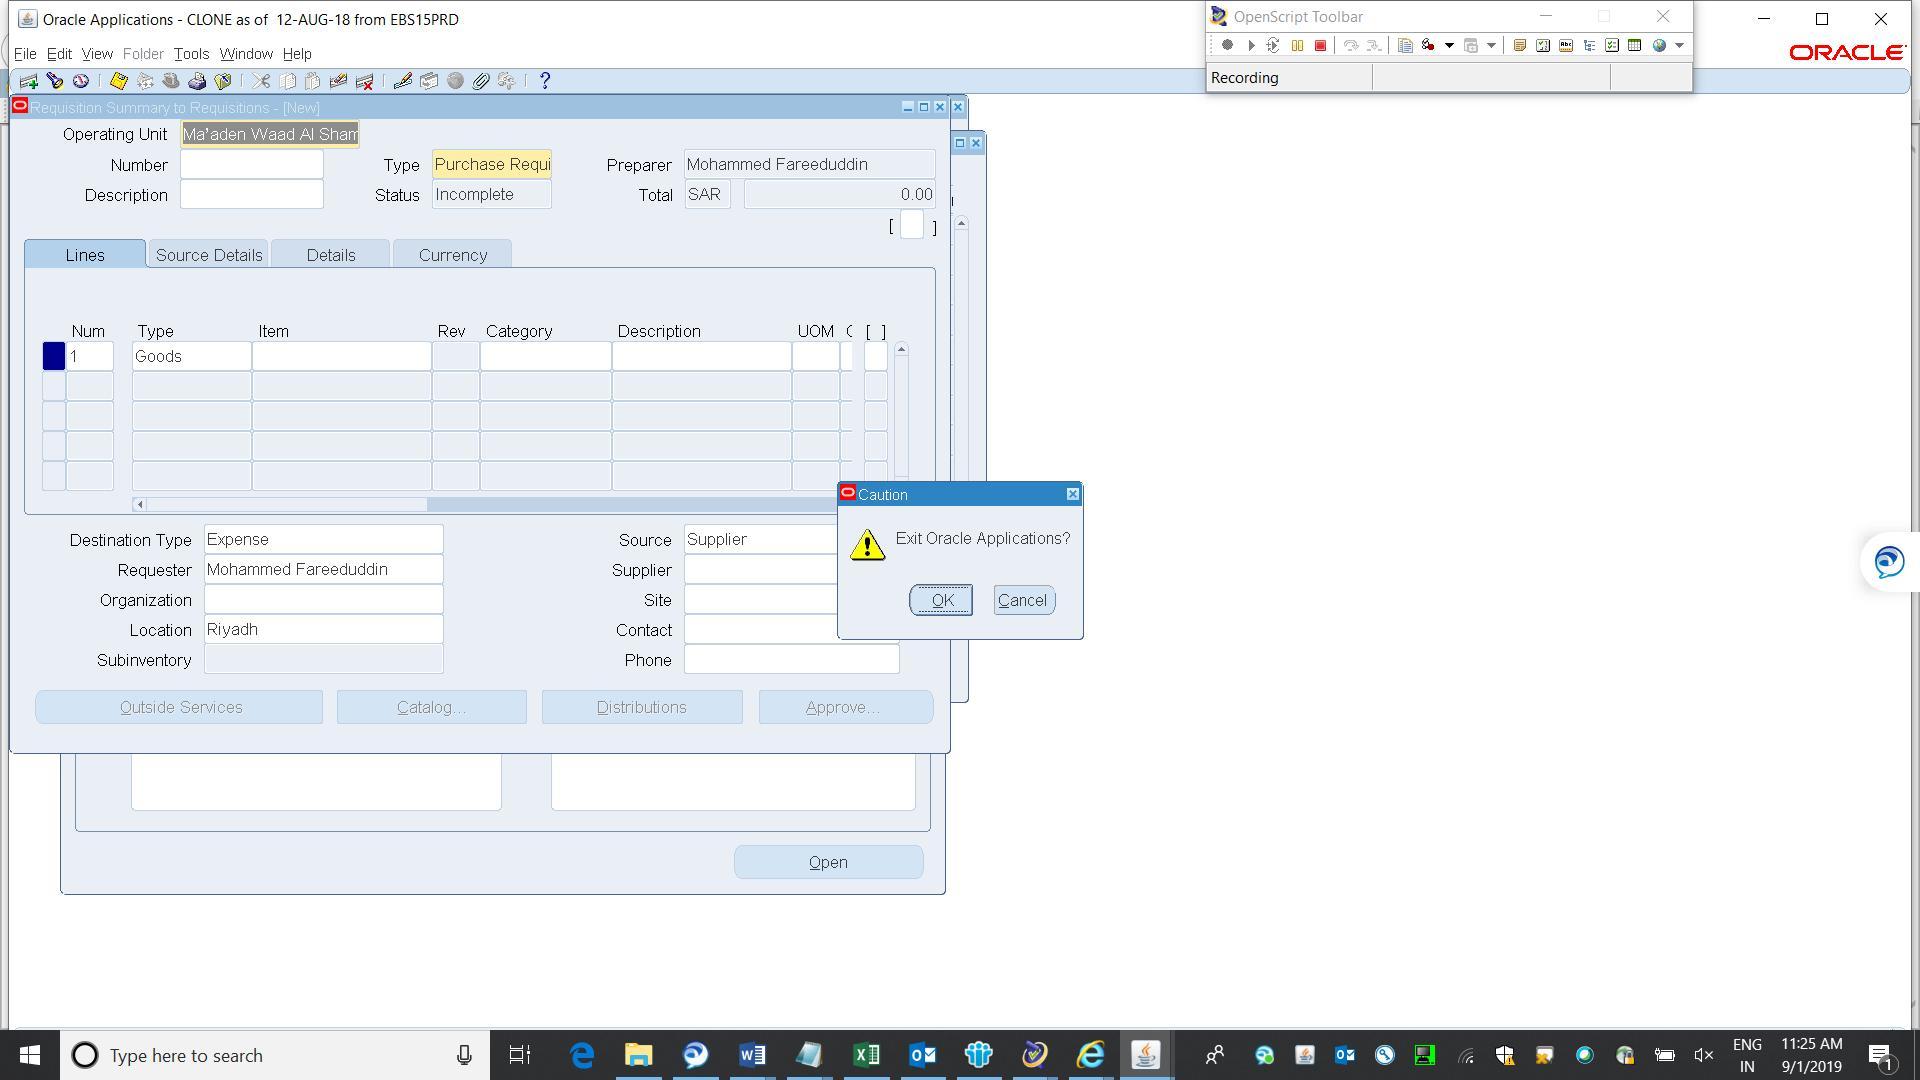 Oracle Applications - CLONE as of 12-AUG-18 from EBS15PRD
OpenScript Toolbar
File Edit View Folder Tools Window Help
ORACLE
Recording
Requisition Summary to Requisitions - [New]
Operating Unit Ma'aden Waad Al Sham
Number Type Purchase Requi Preparer Mohammed Fareeduddin
Description Status Incomplete Total SAR 0.00
[ ]
Lines Source Details Details Currency
Num Type Item Rev Category Description UOM [ ]
1 Goods
Caution
Exit Oracle Applications?
OK Cancel
Destination Type Expense Source Supplier
Requester Mohammed Fareeduddin Supplier
Organization Site
Location Riyadh Contact
Subinventory Phone
Outside Services Catalog... Distributions Approve...
Open
Type here to search
ENG
IN
11:25 AM
9/1/2019
1